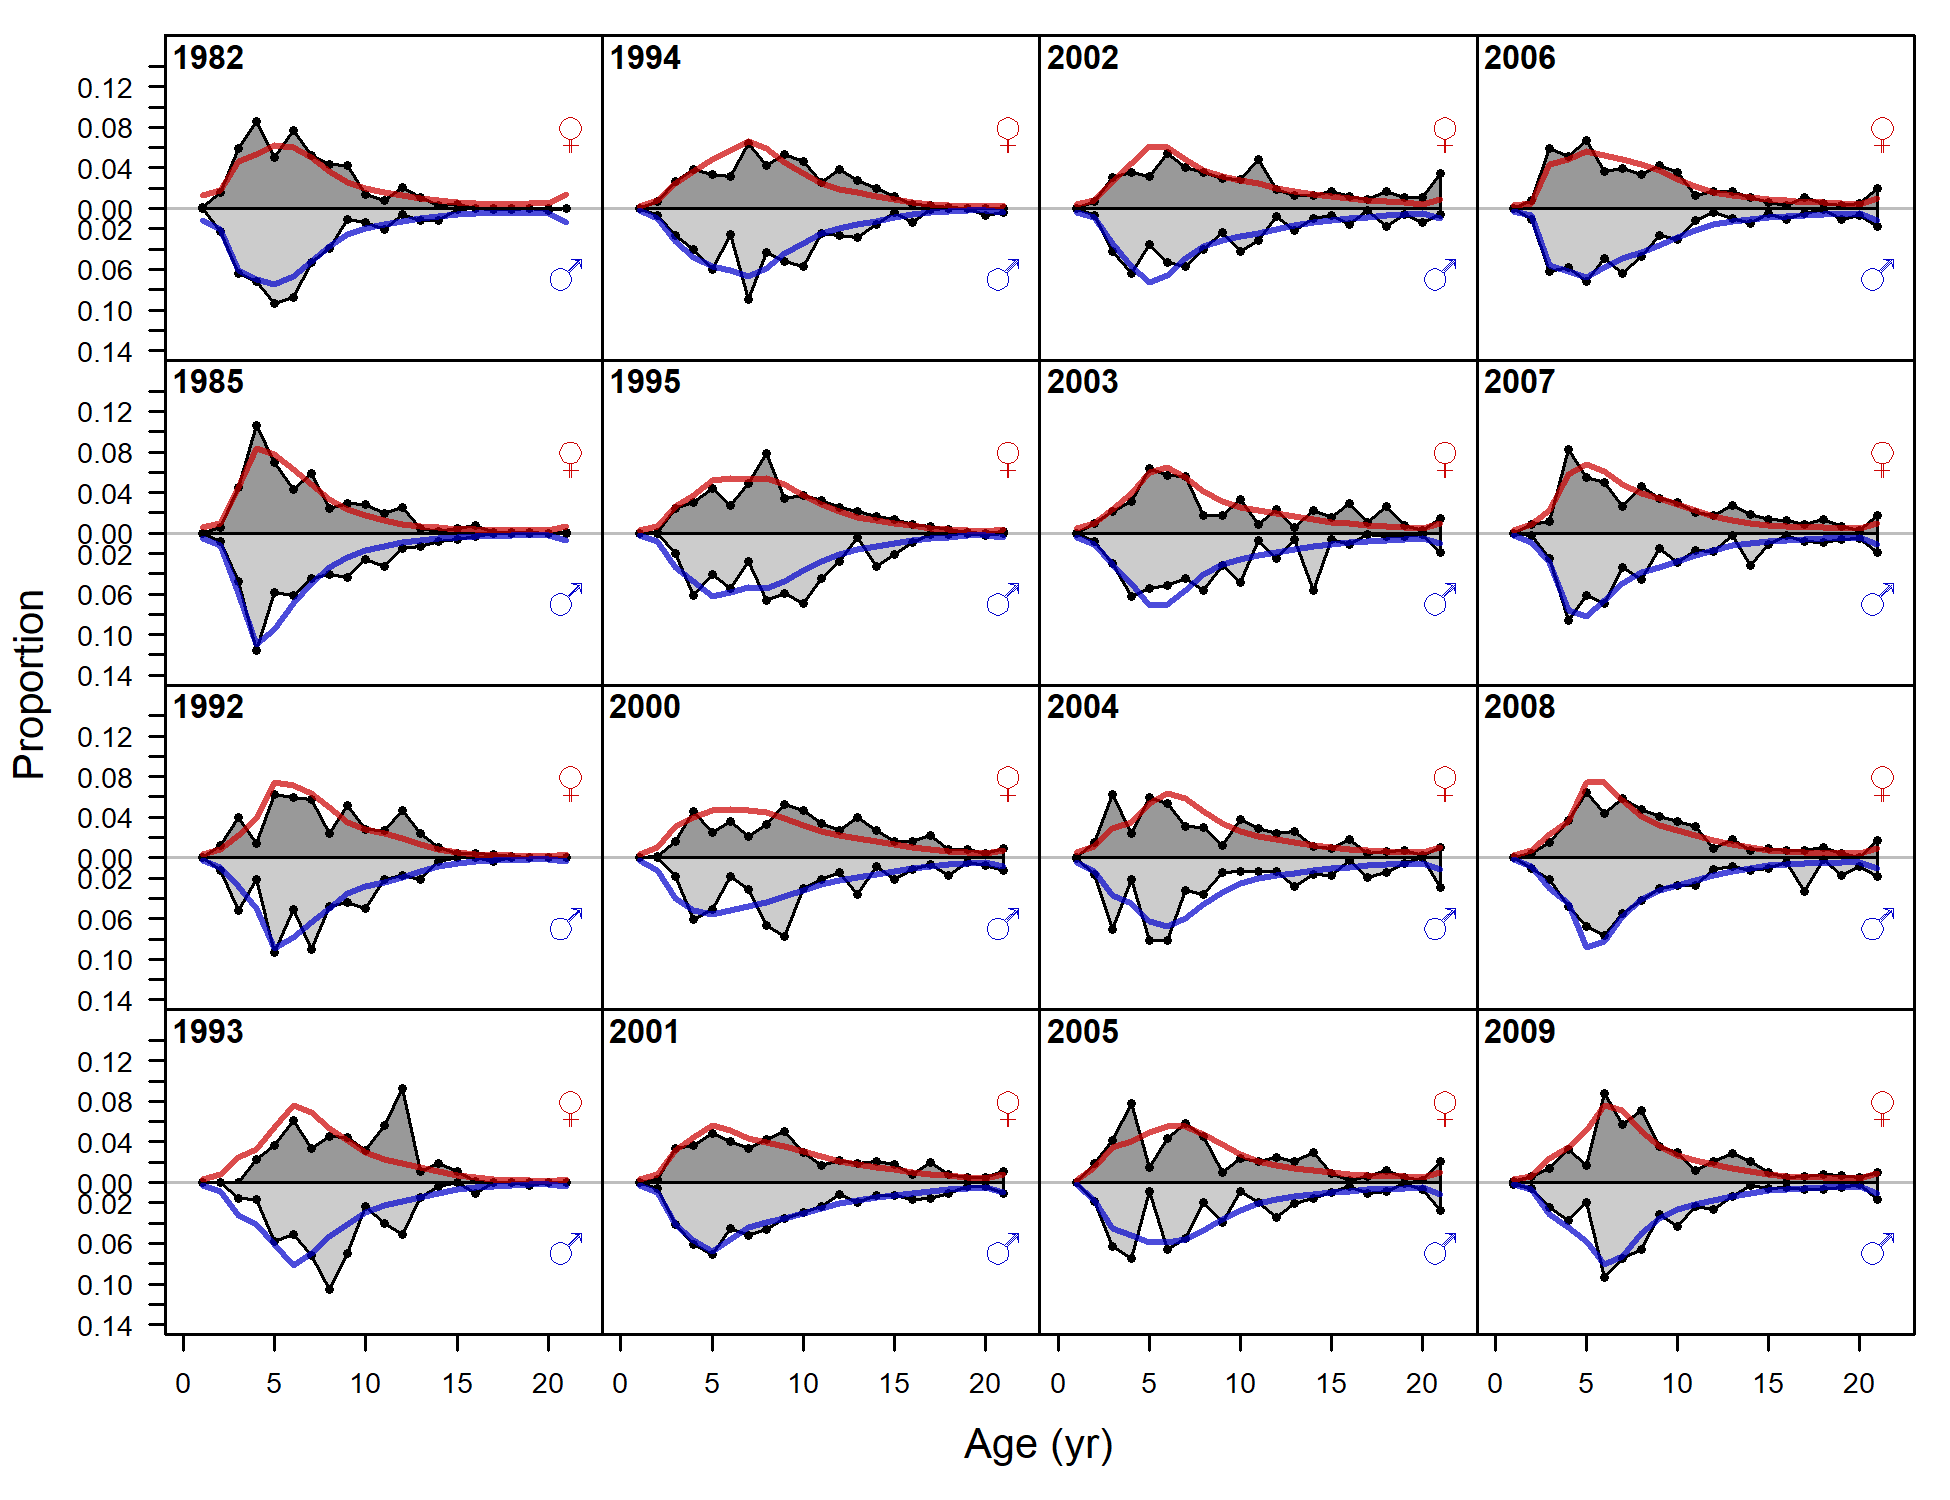 1982 1994 2002 2006
0.12
0.08 ♀ ♀ ♀ ♀
0.04
0.00
0.02
0.06 ♂ ♂ ♂ ♂
0.10
0.14
1985 1995 2003 2007
0.12
0.08 ♀ ♀ ♀ ♀
0.04
0.00
0.02
0.06 ♂ ♂ ♂ ♂
0.10
0.14
1992 2000 2004 2008
0.12
0.08 ♀ ♀ ♀ ♀
0.04
0.00
0.02
0.06 ♂ ♂ ♂ ♂
0.10
0.14
1993 2001 2005 2009
0.12
0.08 ♀ ♀ ♀ ♀
0.04
0.00
0.02
0.06 ♂ ♂ ♂ ♂
0.10
0.14
0 5 10 15 20 0 5 10 15 20 0 5 10 15 20 0 5 10 15 20
Age (yr)
Proportion